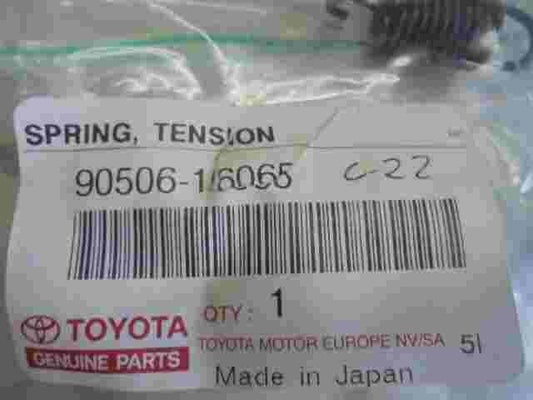 SPRING, TENSION
90506-16065 C-22
QTY: 1
TOYOTA
TOYOTA MOTOR EUROPE NV/SA 51
GENUINE PARTS
Made in Japan